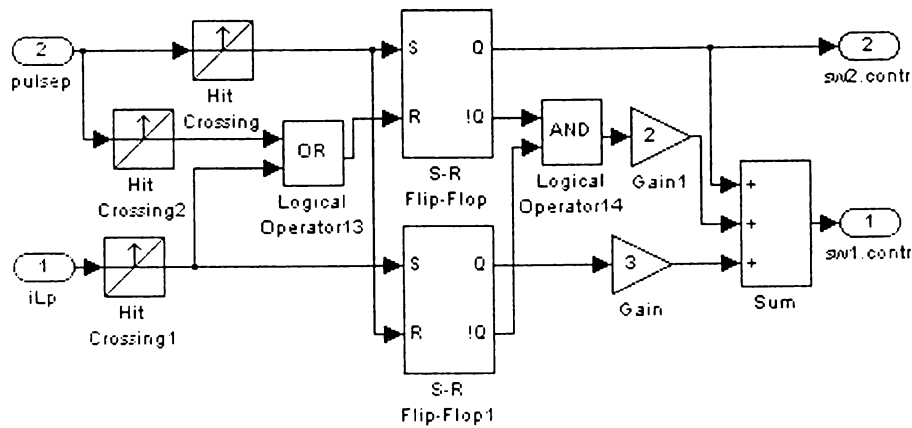 2
pulsep
Hit
Crossing
Hit
Crossing2
OR
Logical
Operator13
1
iLp
Hit
Crossing1
S
Q
R
!Q
S-R
Flip-Flop
S
Q
R
!Q
S-R
Flip-Flop1
AND
Logical
Operator14
2
Gain1
3
Gain
+
+
+
Sum
2
sw2.contr
1
sw1.contr